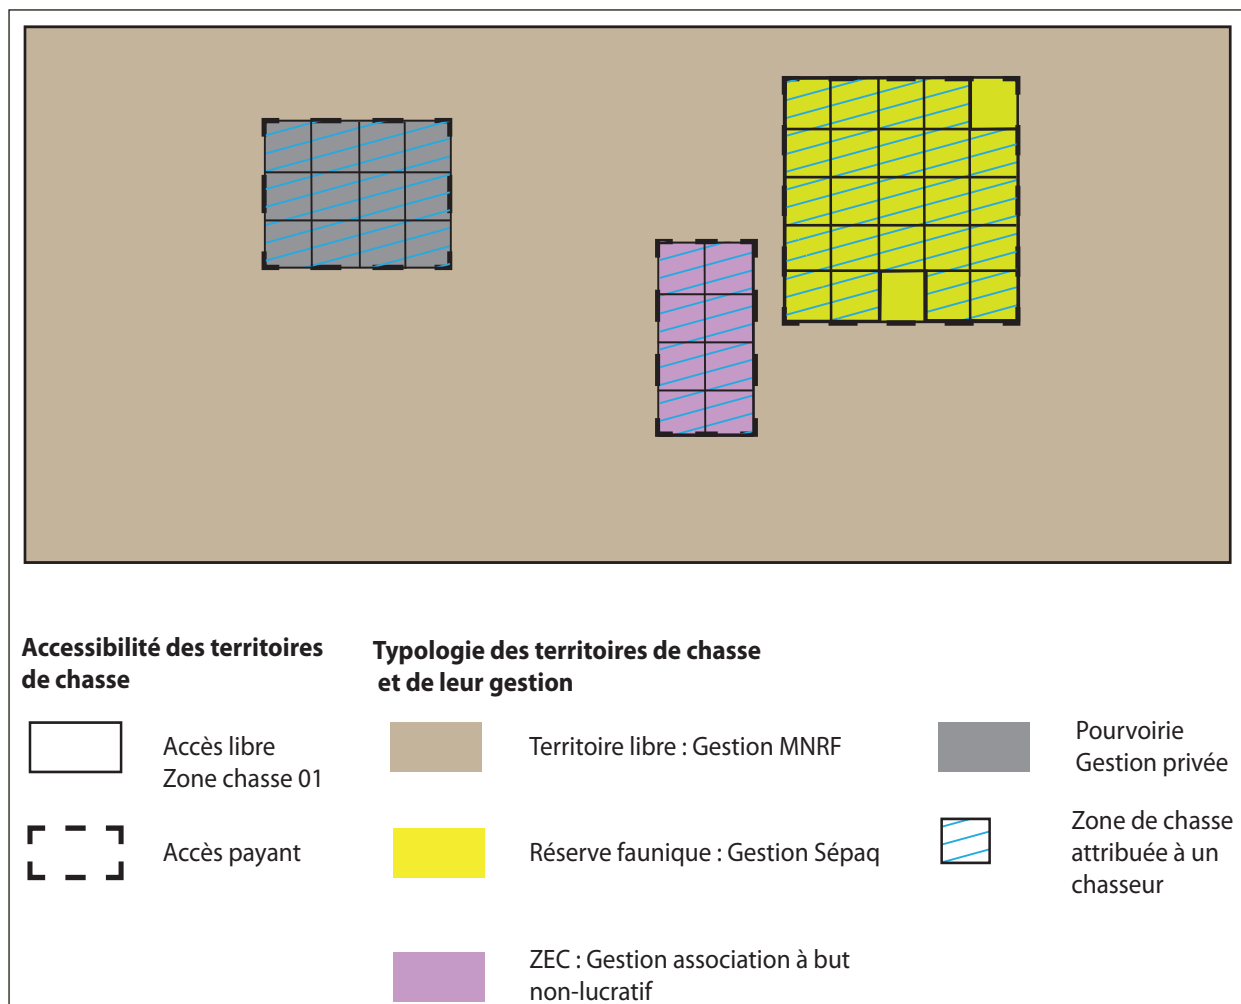 Accessibilité des territoires
de chasse
Accès libre
Zone chasse 01
Accès payant
Typologie des territoires de chasse
et de leur gestion
Territoire libre : Gestion MNRF
Réserve faunique : Gestion Sépaq
ZEC : Gestion association à but
non-lucratif
Pourvoirie
Gestion privée
Zone de chasse
attribuée à un
chasseur